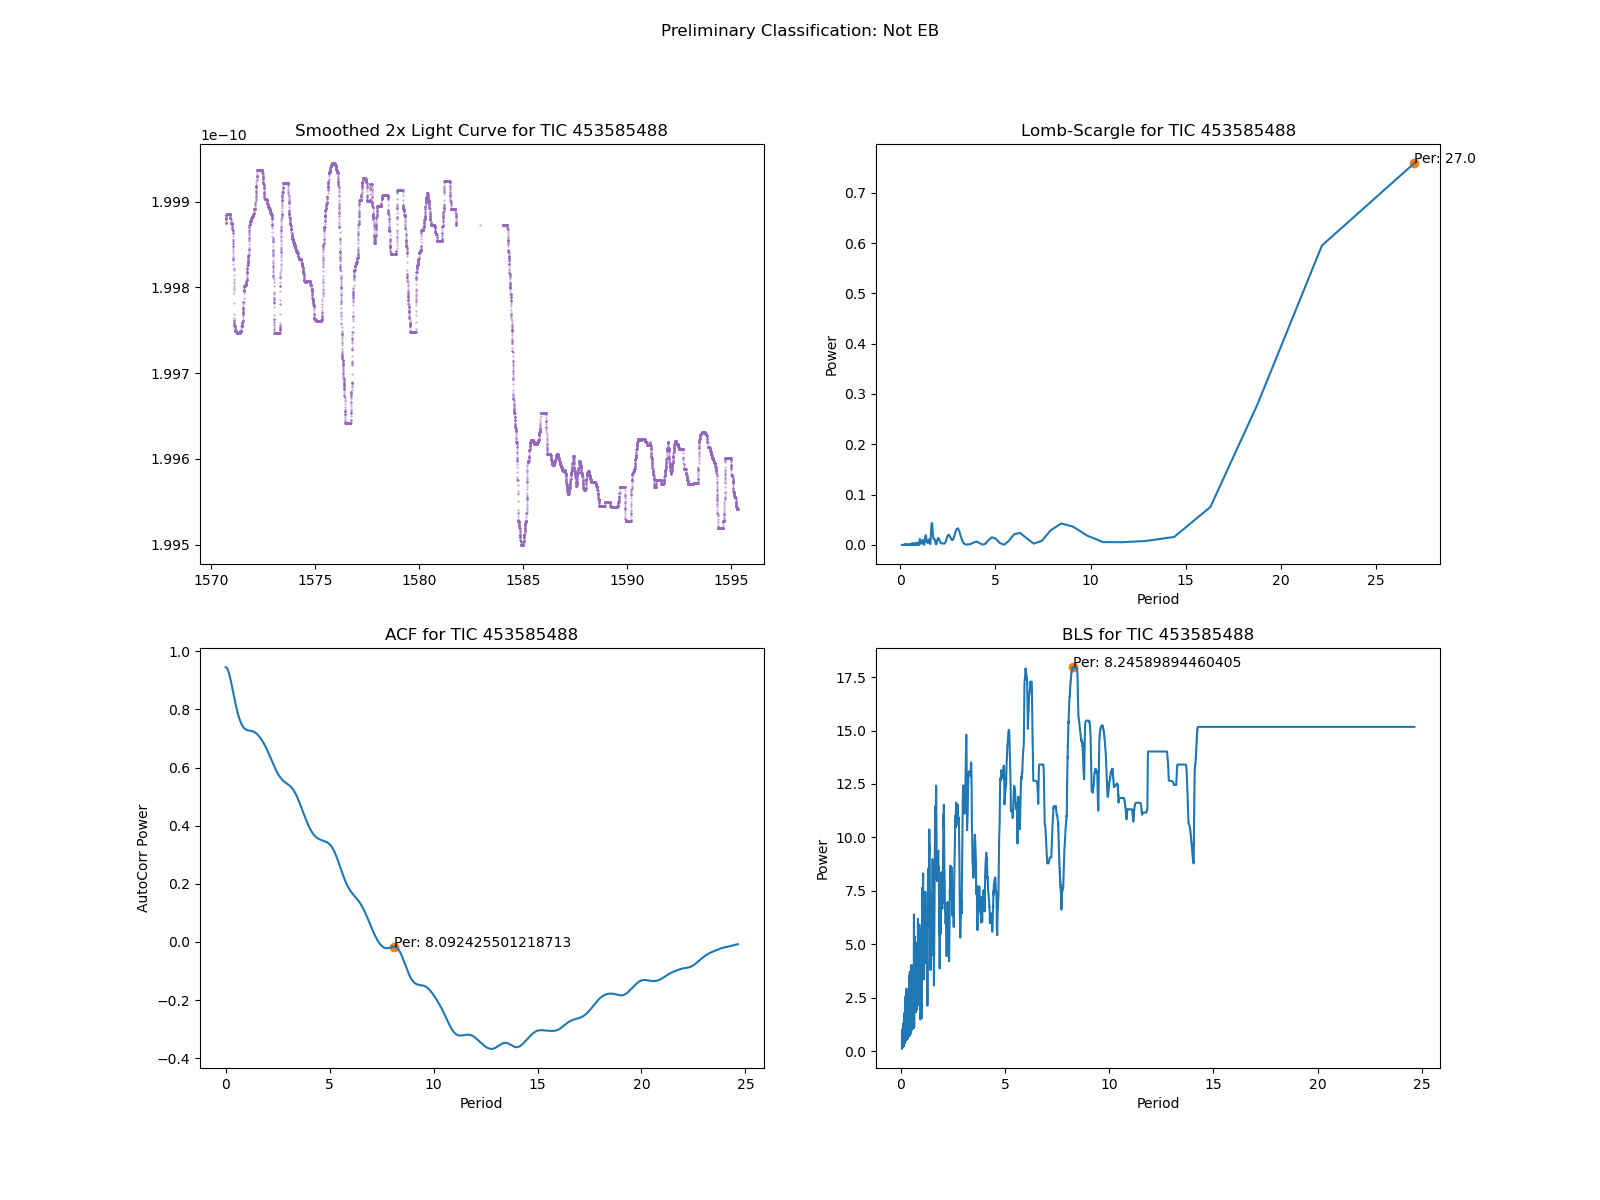 Preliminary Classification: Not EB
Smoothed 2x Light Curve for TIC 453585488
1e−10
1.999
1.998
1.997
1.996
1.995
1570 1575 1580 1585 1590 1595
Lomb-Scargle for TIC 453585488
Per: 27.0
Power
0.7
0.6
0.5
0.4
0.3
0.2
0.1
0.0
0 5 10 15 20 25
Period
ACF for TIC 453585488
Per: 8.092425501218713
AutoCorr Power
1.0
0.8
0.6
0.4
0.2
0.0
−0.2
−0.4
0 5 10 15 20 25
Period
BLS for TIC 453585488
Per: 8.24589894460405
Power
17.5
15.0
12.5
10.0
7.5
5.0
2.5
0.0
0 5 10 15 20 25
Period